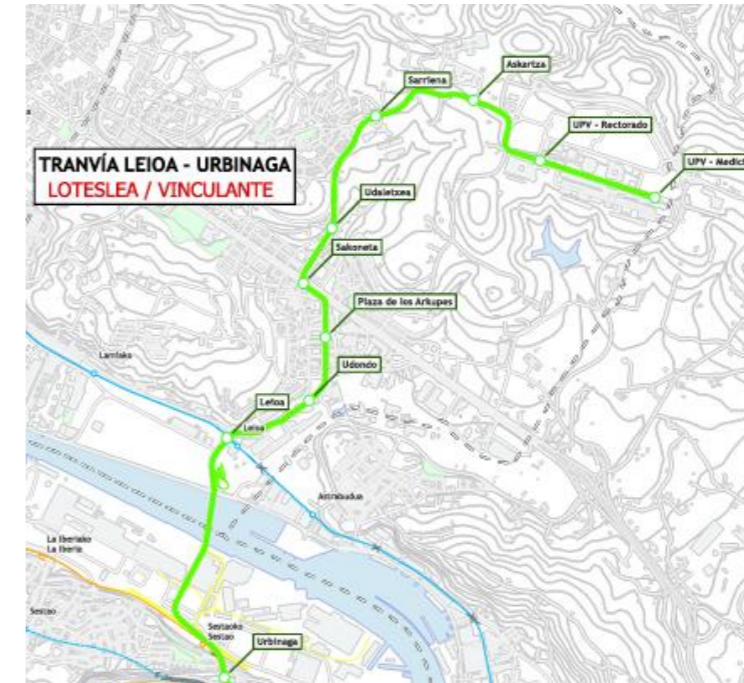 Askartza
Sarriena
UPV - Rectorado
TRANVÍA LEIOA - URBINAGA
LOTESLEA / VINCULANTE
UPV - Medici
Udaletxea
Sakoneta
Plaza de los Arkupes
Lamiako
Udondo
Leioa
Leioa
Astrabudua
La Iberiako
La Iberia
Sestao
Sestaoko
Sestao
Urbinaga